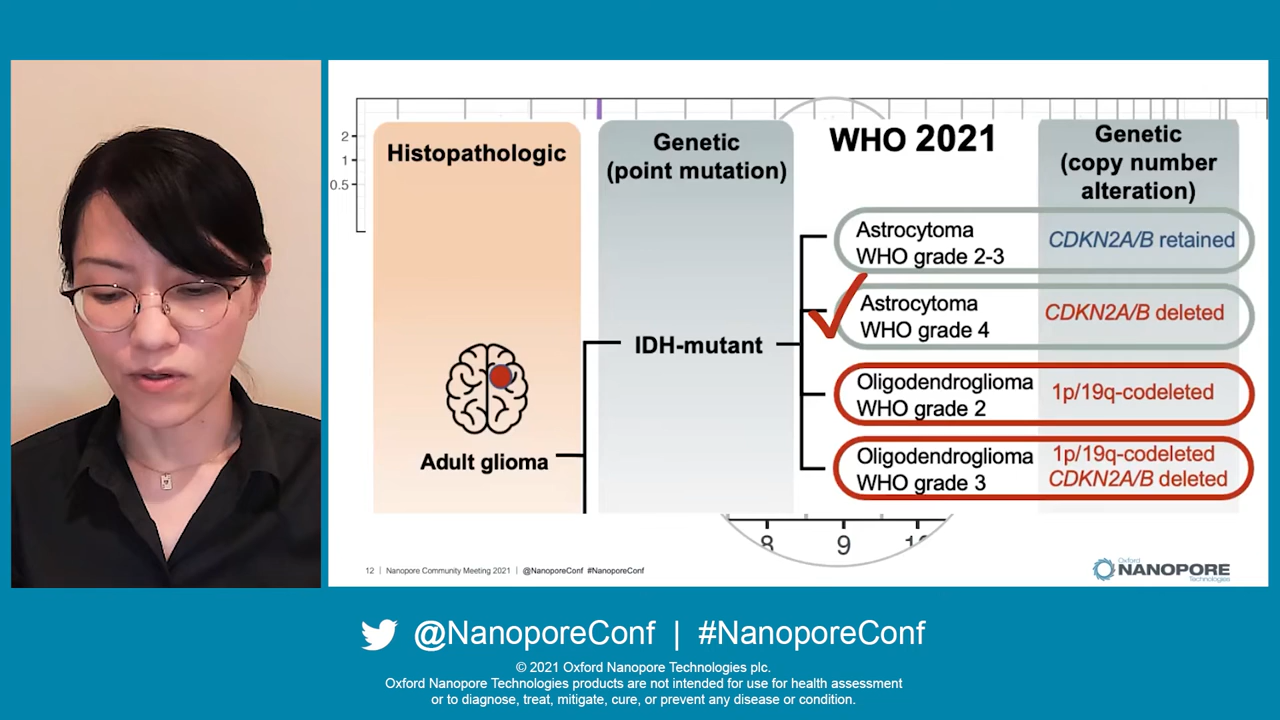 2
1
0.5
Histopathologic
Genetic
(point mutation)
WHO 2021
Genetic
(copy number
alteration)
Astrocytoma
WHO grade 2-3
CDKN2A/B retained
Astrocytoma
WHO grade 4
CDKN2A/B deleted
IDH-mutant
Oligodendroglioma
WHO grade 2
1p/19q-codeleted
Adult glioma
Oligodendroglioma
WHO grade 3
1p/19q-codeleted
CDKN2A/B deleted
8
9
12 | Nanopore Community Meeting 2021 | @NanoporeConf #NanoporeConf
Oxford
NANOPORE
Technologies
@NanoporeConf | #NanoporeConf
© 2021 Oxford Nanopore Technologies plc.
Oxford Nanopore Technologies products are not intended for use for health assessment
or to diagnose, treat, mitigate, cure, or prevent any disease or condition.